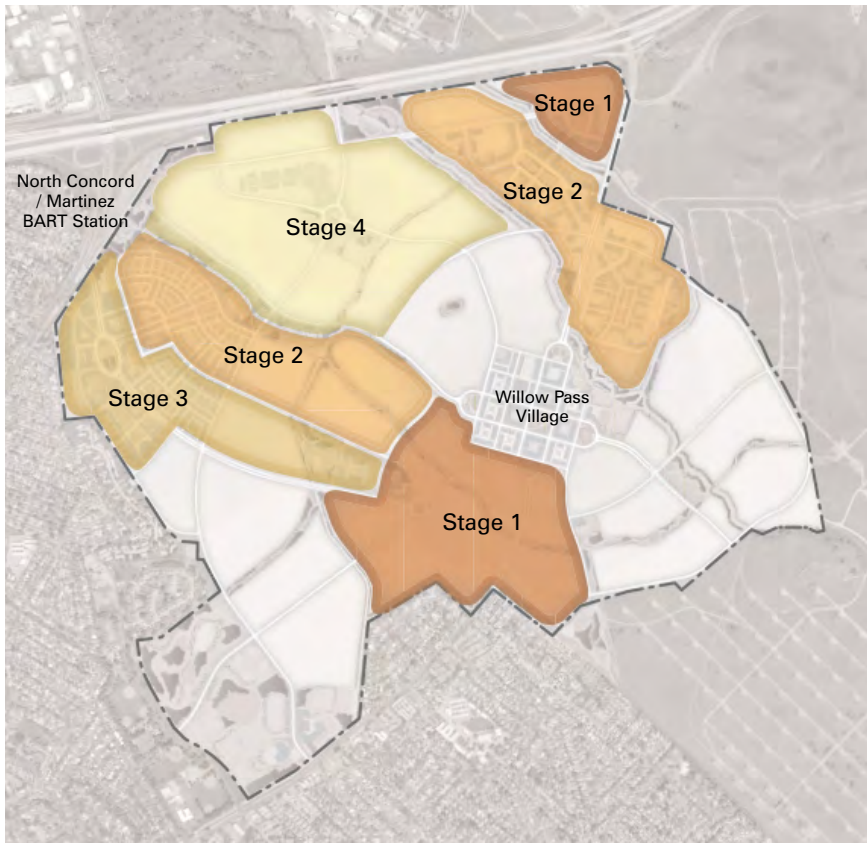 Stage 1
Stage 2
North Concord
/ Martinez
BART Station
Stage 4
Stage 2
Stage 3
Willow Pass
Village
Stage 1